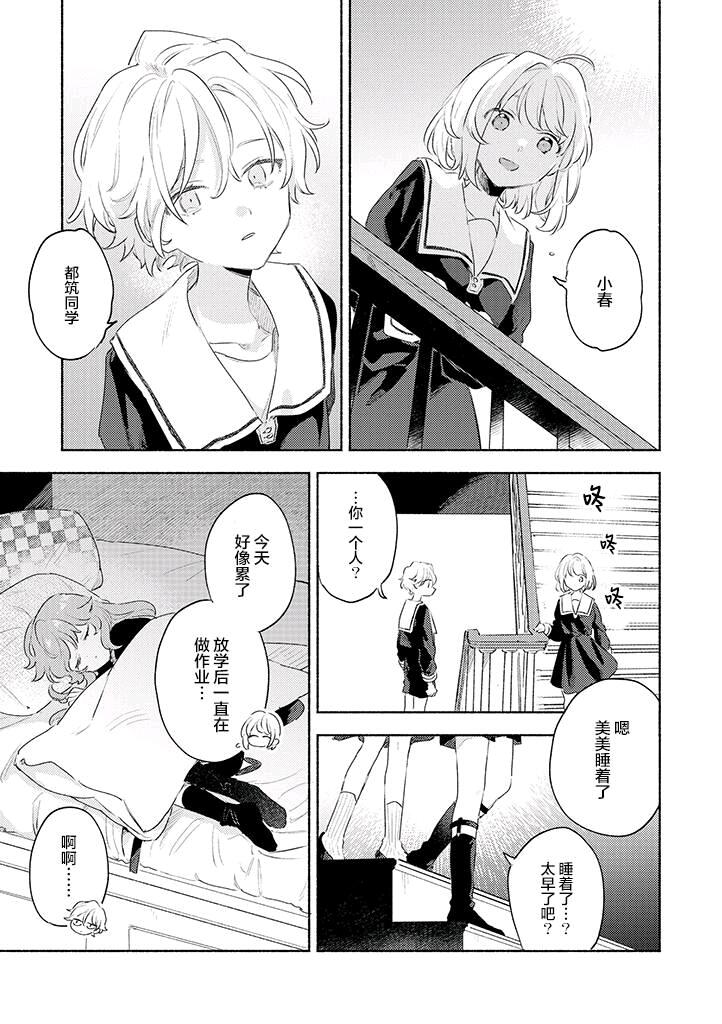 小春
都筑同学
咚
咚
咚
…你一个人？
嗯
美美睡着了
睡着了…？
太早了吧？
今天
好像累了
放学后一直在
做作业…
啊啊……